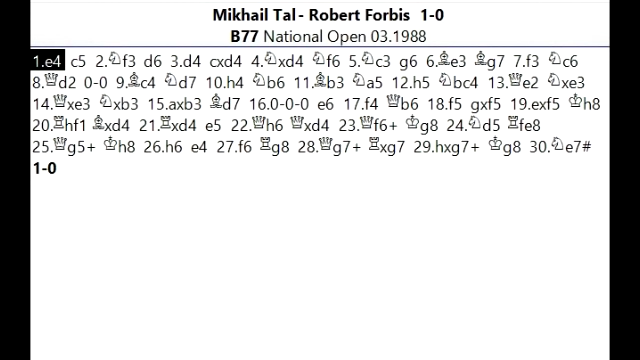 Mikhail Tal - Robert Forbis 1-0
B77 National Open 03.1988
1.e4 c5 2.♘f3 d6 3.d4 cxd4 4.♘xd4 ♘f6 5.♘c3 g6 6.♗e3 ♗g7 7.f3 ♘c6
8.♕d2 0-0 9.♗c4 ♘d7 10.h4 ♘b6 11.♗b3 ♘a5 12.h5 ♘bc4 13.♕e2 ♘xe3
14.♕xe3 ♘xb3 15.axb3 ♗d7 16.0-0-0 e6 17.f4 ♕b6 18.f5 gxf5 19.exf5 ♔h8
20.♖hf1 ♗xd4 21.♖xd4 e5 22.♕h6 ♕xd4 23.♕f6+ ♔g8 24.♘d5 ♖fe8
25.♕g5+ ♔h8 26.h6 e4 27.f6 ♖g8 28.♕g7+ ♖xg7 29.hxg7+ ♔g8 30.♘e7#
1-0